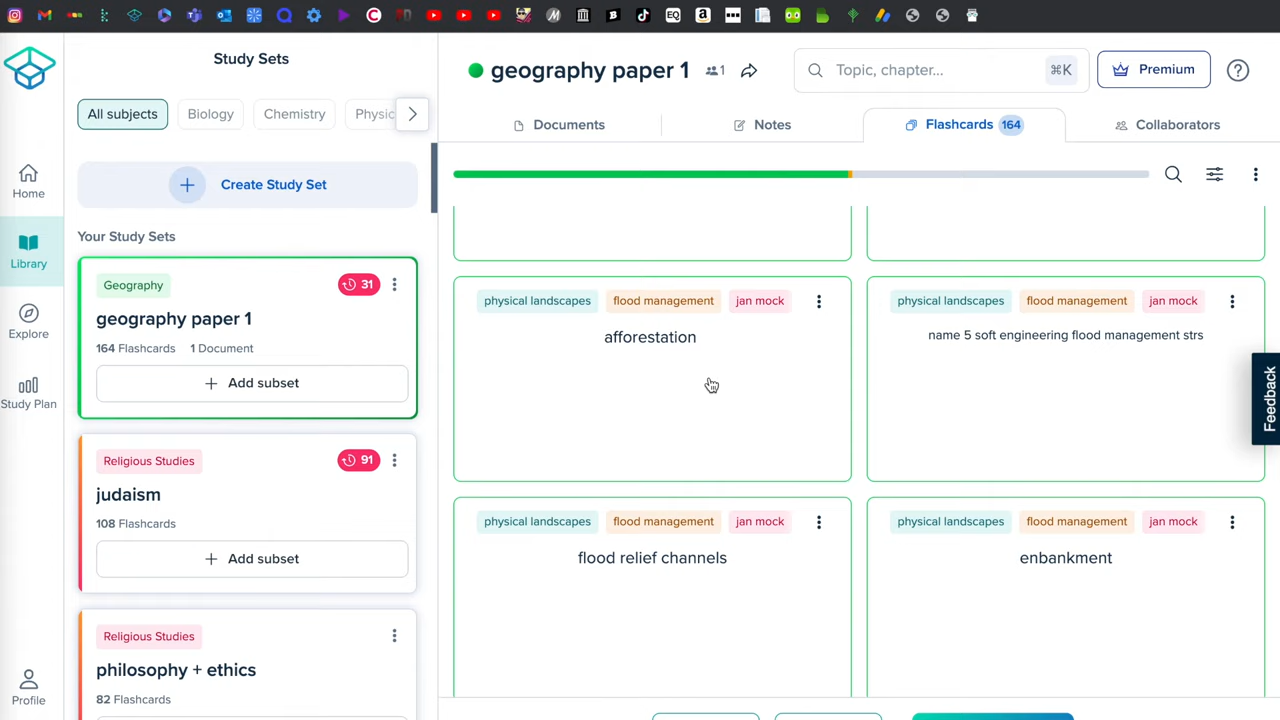 Study Sets
geography paper 1
1
Topic, chapter...
⌘K
Premium
All subjects
Biology
Chemistry
Physic
Documents
Notes
Flashcards 164
Collaborators
Create Study Set
Home
Library
Explore
Study Plan
Profile
Your Study Sets
Geography
31
geography paper 1
164 Flashcards 1 Document
Add subset
Religious Studies
91
judaism
108 Flashcards
Add subset
Religious Studies
philosophy + ethics
82 Flashcards
physical landscapes flood management jan mock
afforestation
physical landscapes flood management jan mock
name 5 soft engineering flood management strs
physical landscapes flood management jan mock
flood relief channels
physical landscapes flood management jan mock
enbankment
Feedback